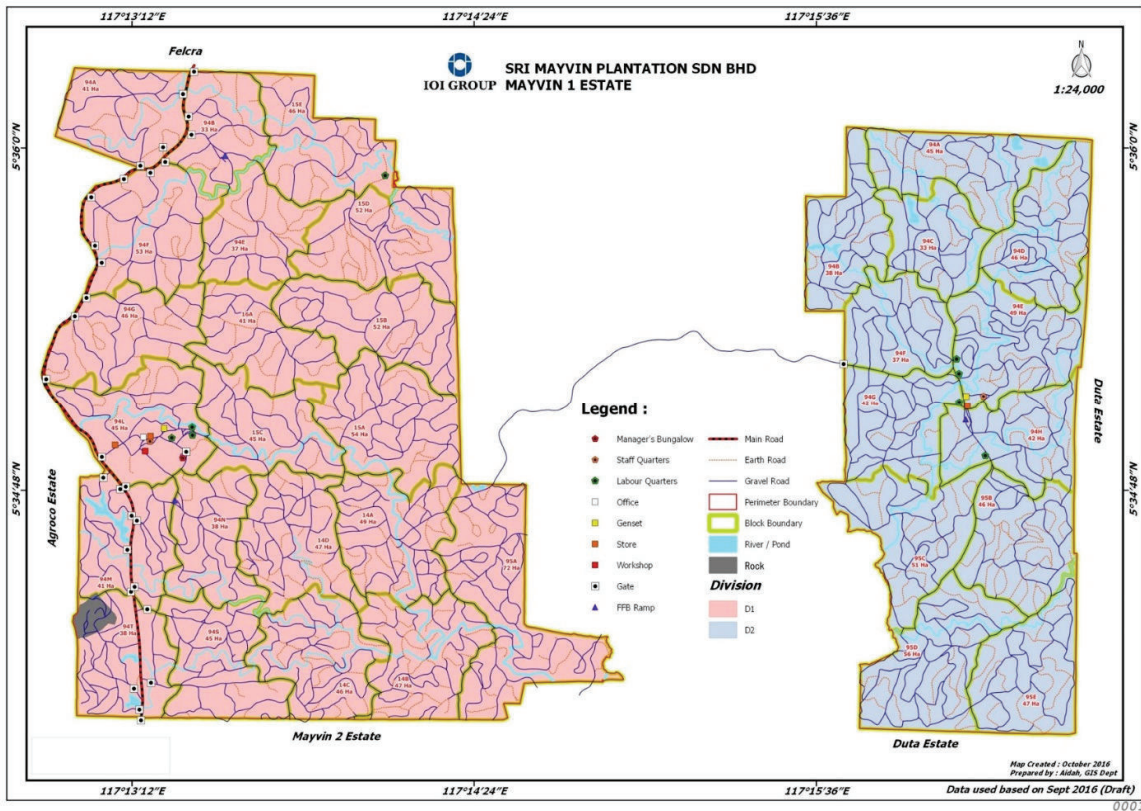 117°13'12"E
117°14'24"E
117°15'36"E
Felcra
IOI GROUP
SRI MAYVIN PLANTATION SDN BHD
MAYVIN 1 ESTATE
N
1:24,000
5°36'0"N
5°36'0"N
94A
41 Ha
15E
46 Ha
94B
33 Ha
15D
52 Ha
94F
53 Ha
94E
37 Ha
94G
46 Ha
16A
41 Ha
15B
52 Ha
94L
45 Ha
15C
45 Ha
15A
54 Ha
94N
38 Ha
14D
47 Ha
14A
49 Ha
95A
72 Ha
94M
41 Ha
94T
38 Ha
94S
45 Ha
14C
46 Ha
14B
47 Ha
94A
45 Ha
94C
33 Ha
94D
46 Ha
94B
38 Ha
94E
49 Ha
94F
37 Ha
94G
42 Ha
94H
42 Ha
95B
46 Ha
95C
51 Ha
95D
56 Ha
95E
47 Ha
Legend :
Manager's Bungalow
Staff Quarters
Labour Quarters
Office
Genset
Store
Workshop
Gate
FFB Ramp
Main Road
Earth Road
Gravel Road
Perimeter Boundary
Block Boundary
River / Pond
Rock
Division
D1
D2
5°34'48"N
5°34'48"N
Agroco Estate
Duta Estate
Mayvin 2 Estate
Duta Estate
Map Created : October 2016
Prepared by : Aidah, GIS Dept
117°13'12"E
117°14'24"E
117°15'36"E
Data used based on Sept 2016 (Draft)